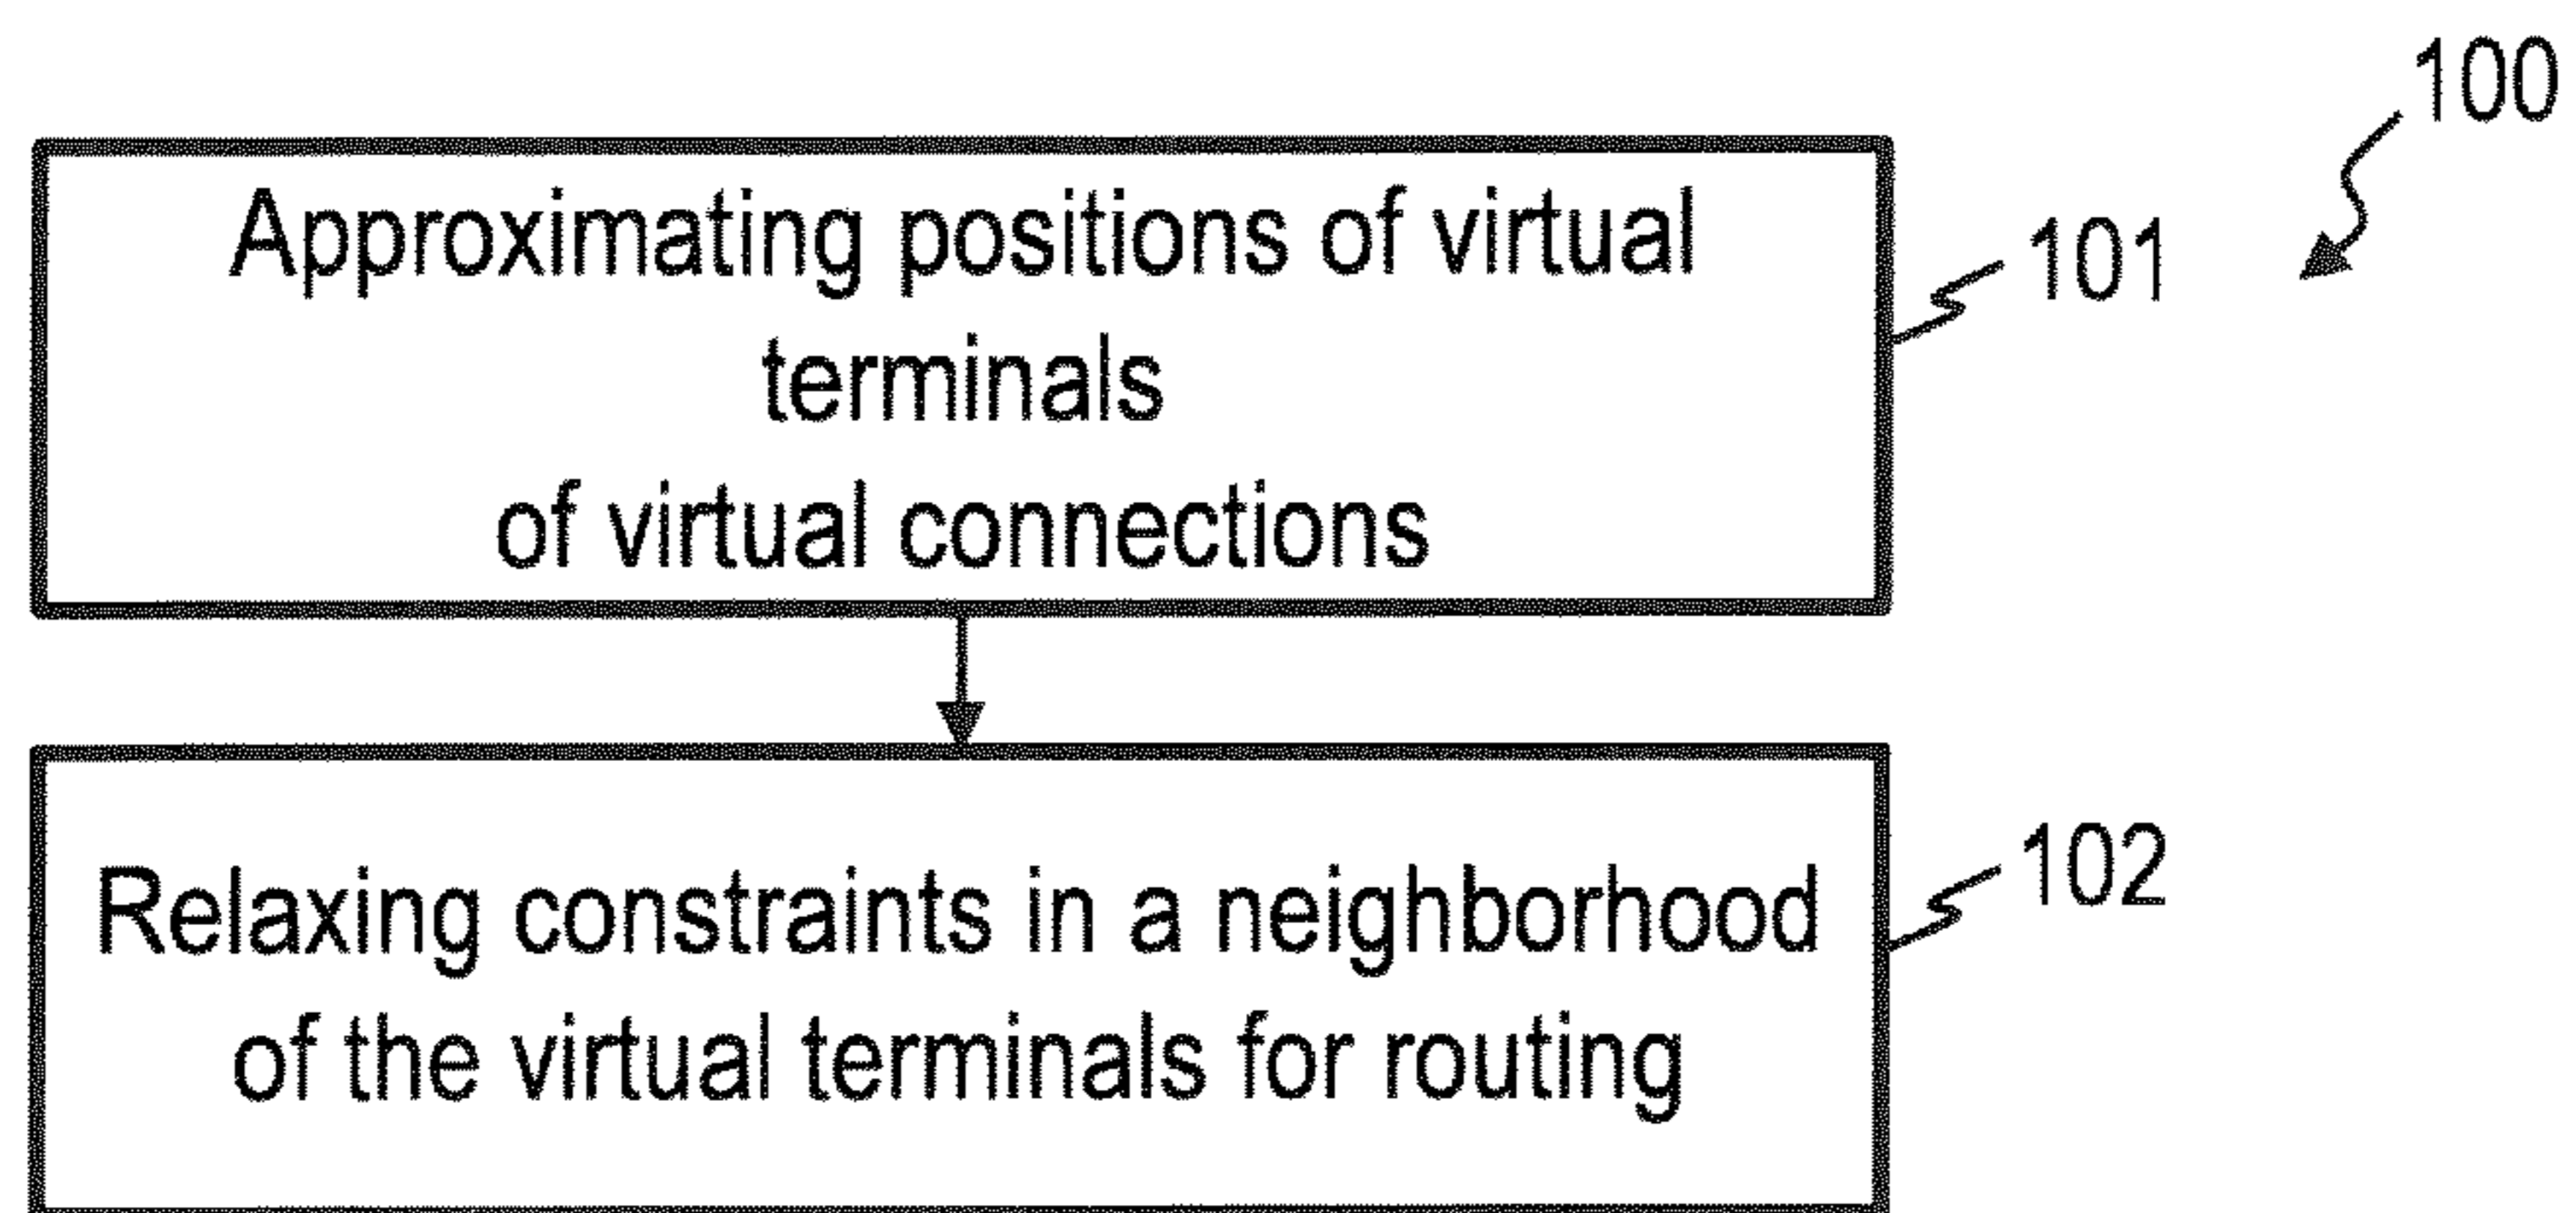 100
Approximating positions of virtual
terminals
of virtual connections
101
Relaxing constraints in a neighborhood
of the virtual terminals for routing
102